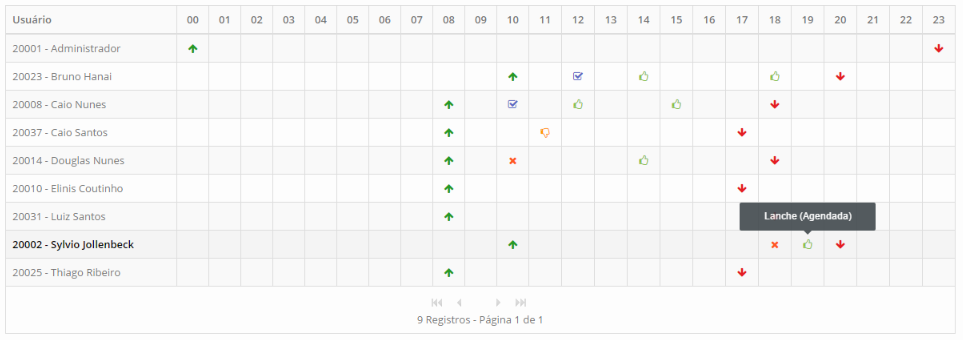 Usuário 00 01 02 03 04 05 06 07 08 09 10 11 12 13 14 15 16 17 18 19 20 21 22 23
20001 - Administrador
20023 - Bruno Hanai
20008 - Caio Nunes
20037 - Caio Santos
20014 - Douglas Nunes
20010 - Elinis Coutinho
20031 - Luiz Santos
Lanche (Agendada)
20002 - Sylvio Jollenbeck
20025 - Thiago Ribeiro
9 Registros - Página 1 de 1